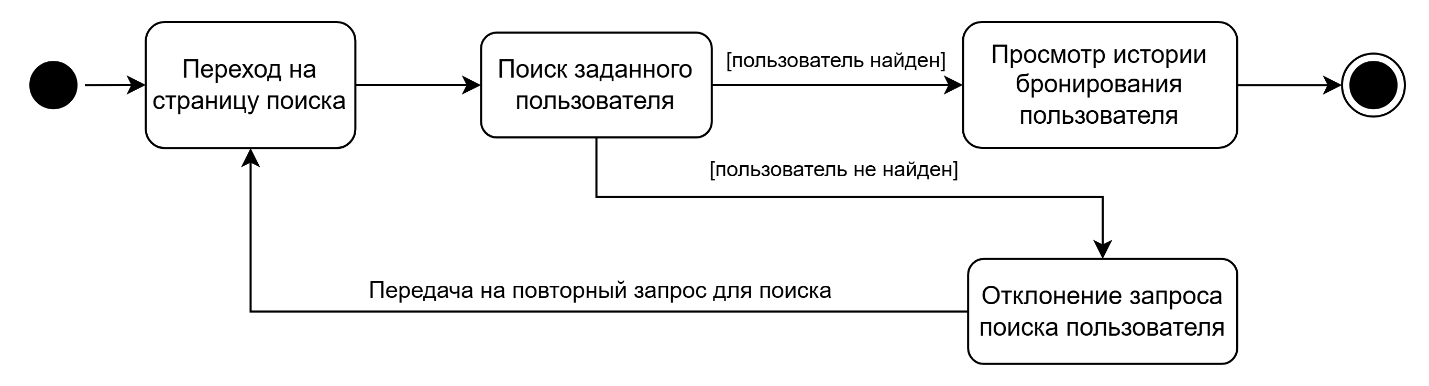 Переход на
страницу поиска
Поиск заданного
пользователя
[пользователь найден]
Просмотр истории
бронирования
пользователя
[пользователь не найден]
Передача на повторный запрос для поиска
Отклонение запроса
поиска пользователя